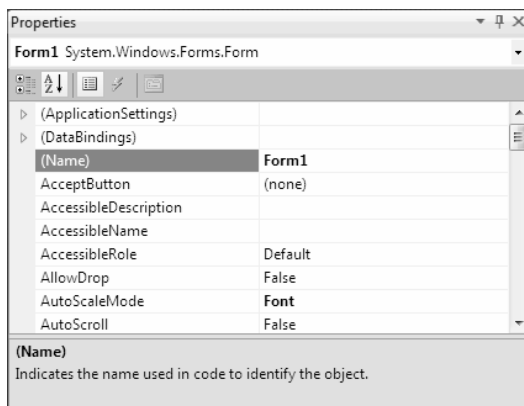 Properties
Form1 System.Windows.Forms.Form
A Z
(ApplicationSettings)
(DataBindings)
(Name) Form1
AcceptButton (none)
AccessibleDescription
AccessibleName
AccessibleRole Default
AllowDrop False
AutoScaleMode Font
AutoScroll False
(Name)
Indicates the name used in code to identify the object.